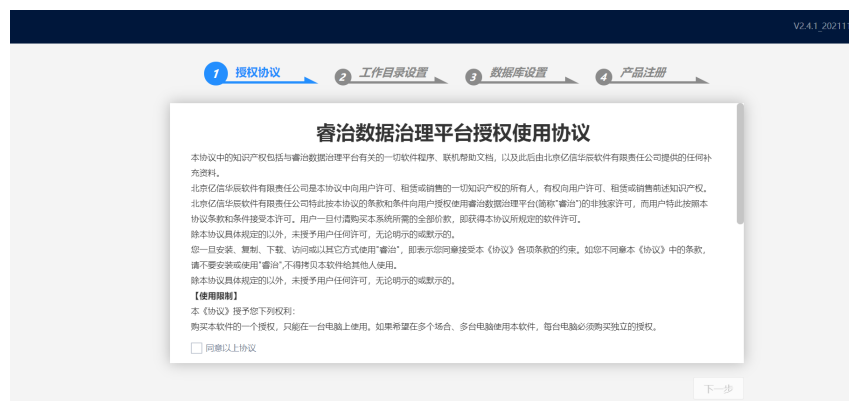 V2.4.1_202111
1 授权协议 2 工作目录设置 3 数据库设置 4 产品注册
睿治数据治理平台授权使用协议
本协议中的知识产权包括与睿治数据治理平台有关的一切软件程序、联机帮助文档，以及此后由北京亿信华辰软件有限责任公司提供的任何补
充资料。
北京亿信华辰软件有限责任公司是本协议中向用户许可、租赁或销售的一切知识产权的所有人，有权向用户许可、租赁或销售前述知识产权。
北京亿信华辰软件有限责任公司特此按本协议的条款和条件向用户授权使用睿治数据治理平台(简称"睿治")的非独家许可，而用户特此按照本
协议条款和条件接受本许可。用户一旦付清购买本系统所需的全部价款，即获得本协议所规定的软件许可。
除本协议具体规定的以外，未授予用户任何许可，无论明示的或默示的。
您一旦安装、复制、下载、访问或以其它方式使用"睿治"，即表示您同意接受本《协议》各项条款的约束。如您不同意本《协议》中的条款，
请不要安装或使用"睿治",不得拷贝本软件给其他人使用。
除本协议具体规定的以外，未授予用户任何许可，无论明示的或默示的。
【使用限制】
本《协议》授予您下列权利:
购买本软件的一个授权，只能在一台电脑上使用。如果希望在多个场合、多台电脑使用本软件，每台电脑必须购买独立的授权。
同意以上协议
下一步